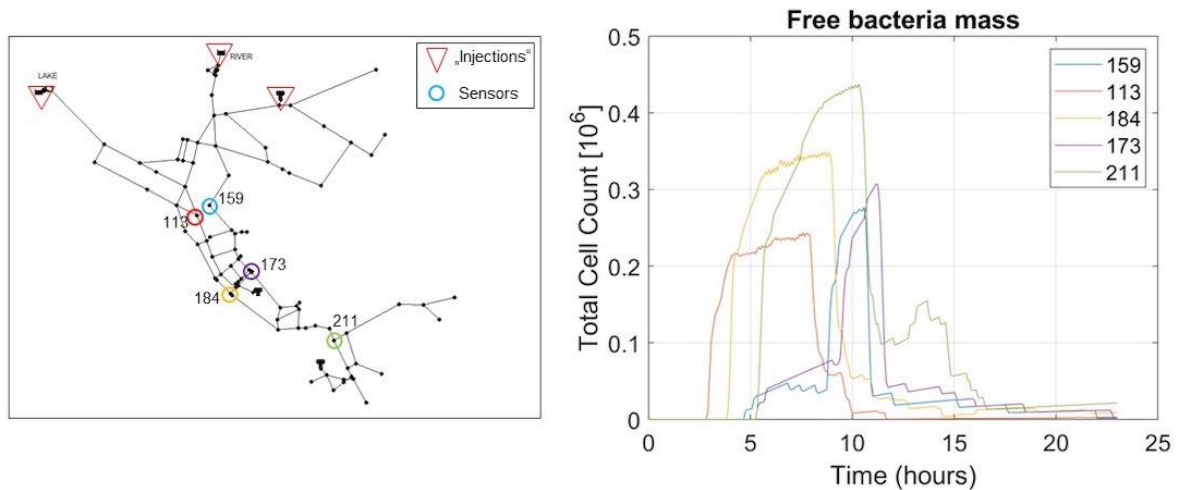 LAKE
RIVER
„Injections“
Sensors
159
113
173
184
211
Free bacteria mass
Total Cell Count [10⁶]
0.5
0.4
0.3
0.2
0.1
0
0 5 10 15 20 25
Time (hours)
159
113
184
173
211